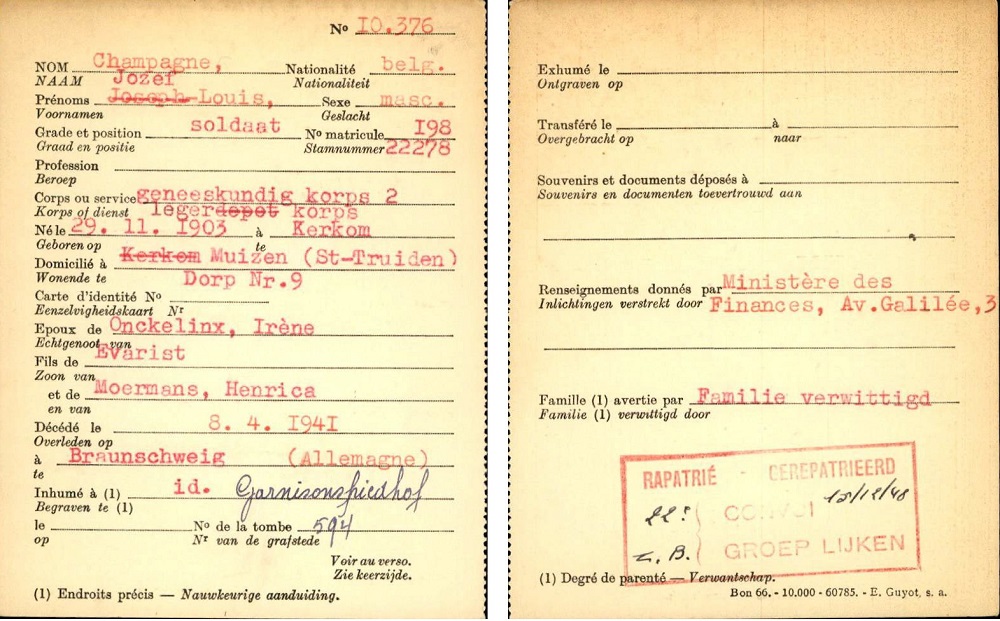 Nº 10.376
NOM Champagne, Nationalité belg.
NAAM Jozef Nationaliteit
Prénoms Joseph-Louis, Sexe masc.
Voornamen Geslacht
Grade et position soldaat Nº matricule 198
Graad en positie Stamnummer 22278
Profession
Beroep
Corps ou service geneeskundig korps 2
Korps of dienst legerdepot korps
Né le 29. 11. 1903 à Kerkom
Geboren op te
Domicilié à Kerkom Muizen (St-Truiden)
Wonende te Dorp Nr.9
Carte d'identité Nº
Eenzelvigheidskaart Nr
Epoux de Onckelinx, Irène
Echtgenoot van
Fils de Evarist
Zoon van
et de Moermans, Henrica
en van
Décédé le 8. 4. 1941
Overleden op
à Braunschweig (Allemagne)
te
Inhumé à (1) id. Garnisonsfriedhof
Begraven te (1)
le Nº de la tombe 594
op Nr van de grafstede
Voir au verso.
Zie keerzijde.
(1) Endroits précis — Nauwkeurige aanduiding.
Exhumé le
Ontgraven op
Transféré le à
Overgebracht op naar
Souvenirs et documents déposés à
Souvenirs en documenten toevertrouwd aan
Renseignements donnés par Ministère des
Inlichtingen verstrekt door Finances, Av.Galilée,3
Famille (1) avertie par Familie verwittigd
Familie (1) verwittigd door
RAPATRIÉ GEREPATRIEERD
22e CONVOI 18/12/48
Z. B. GROEP LIJKEN
(1) Degré de parenté — Verwantschap.
Bon 66. - 10.000 - 60785. - E. Guyot, s. a.